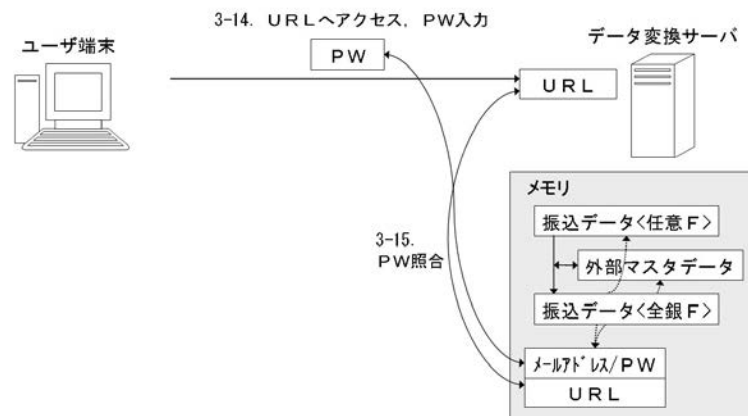 3-14. ＵＲＬへアクセス，ＰＷ入力
ユーザ端末
データ変換サーバ
ＰＷ
ＵＲＬ
メモリ
振込データ<任意Ｆ>
3-15.
ＰＷ照合
外部マスタデータ
振込データ<全銀Ｆ>
ﾒｰﾙｱﾄﾞﾚｽ/ＰＷ
ＵＲＬ